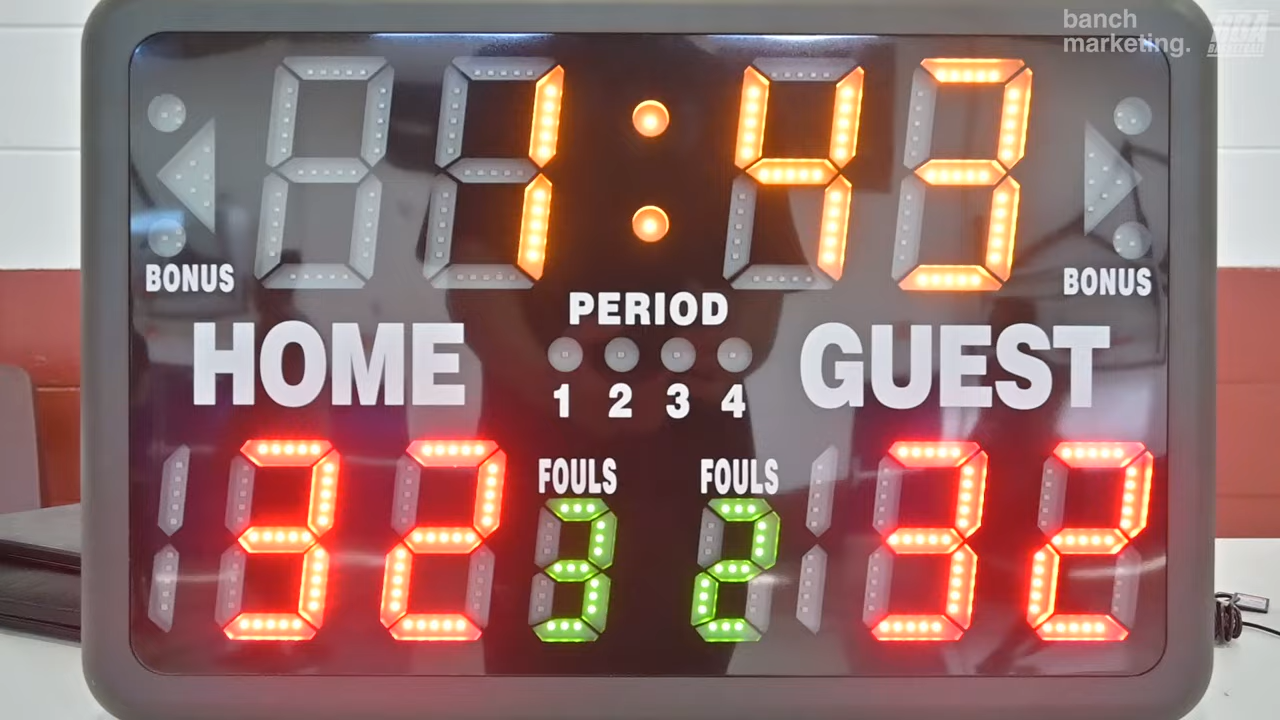 banch
marketing.
BASKETBALL
1:43
BONUS
BONUS
PERIOD
HOME
GUEST
1 2 3 4
FOULS
FOULS
32
3
2
32